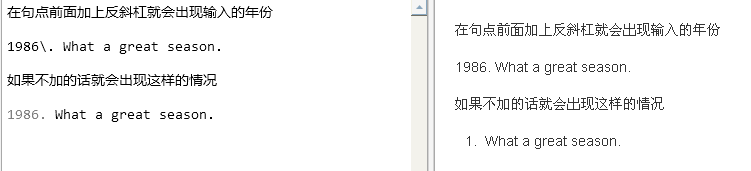 在句点前面加上反斜杠就会出现输入的年份
1986\. What a great season.
如果不加的话就会出现这样的情况
1986. What a great season.
在句点前面加上反斜杠就会出现输入的年份
1986. What a great season.
如果不加的话就会出现这样的情况
1. What a great season.